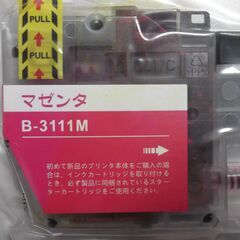 PULL PULL
PULL PULL
マゼンタ
B-3111M
初めて新品のプリンタ本体をご購入の場
合は、インクカートリッジを取り付けると
き、必ず製品に同梱されているスター
ターカートリッジをご使用ください。